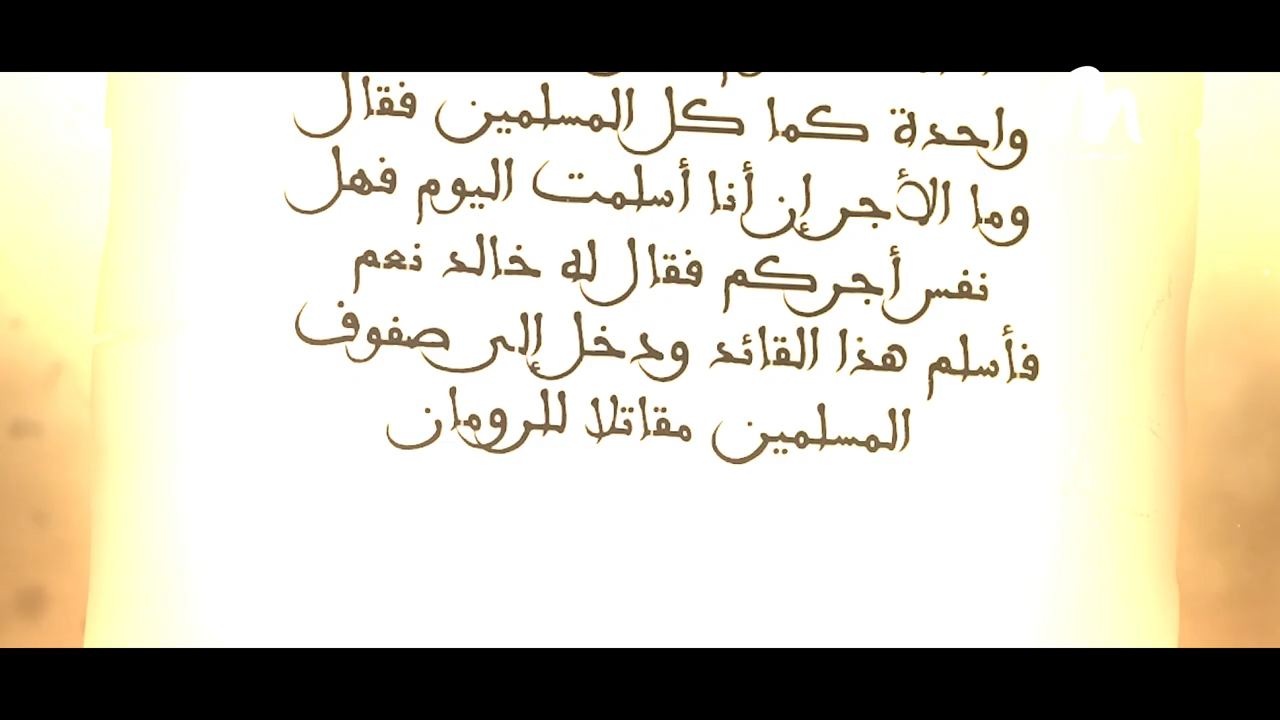 واحدة كما كل المسلمين فقال
وما الأجر إن أنا أسلمت اليوم فهل
نفس أجركم فقال له خالد نعم
فأسلم هذا القائد ودخل إلى صفوف
المسلمين مقاتلا للرومان